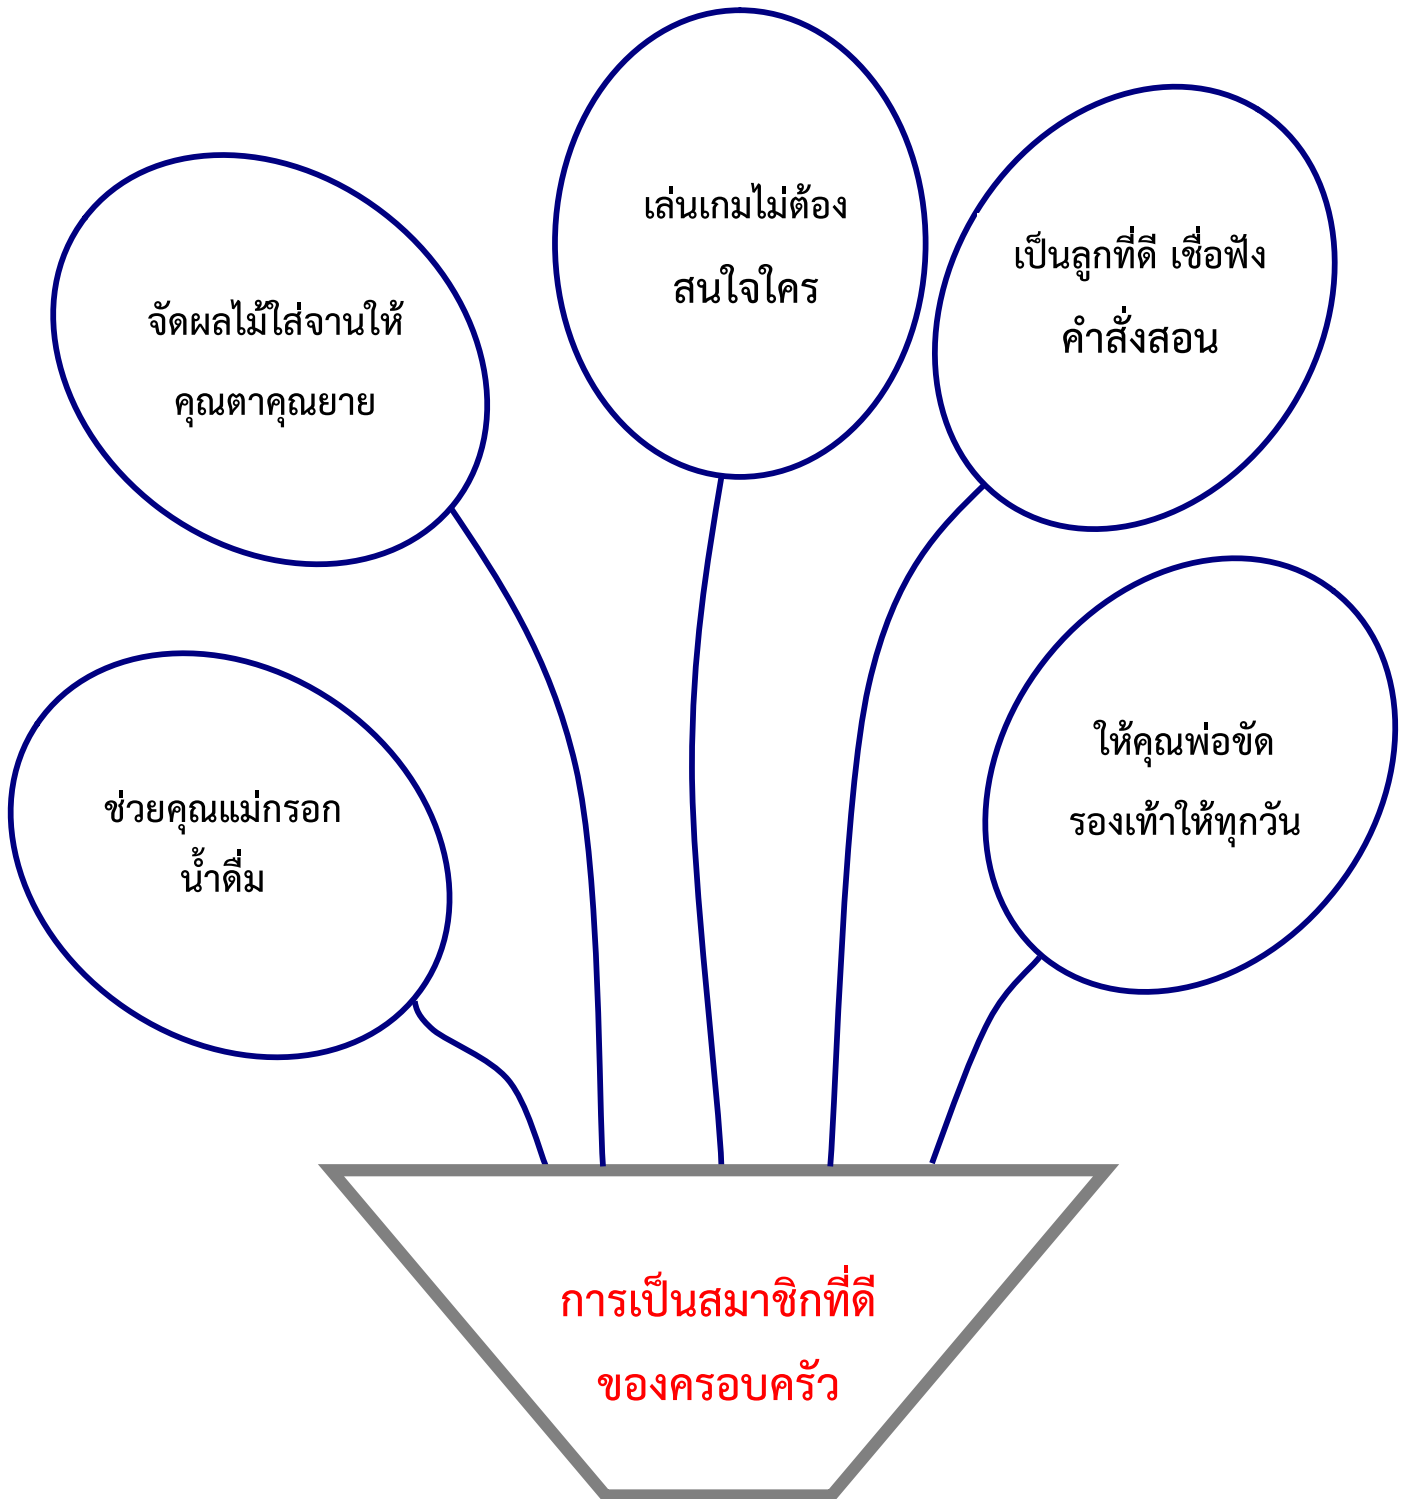 เล่นเกมไม่ต้อง
สนใจใคร
เป็นลูกที่ดี เชื่อฟัง
คำสั่งสอน
จัดผลไม้ใส่จานให้
คุณตาคุณยาย
ให้คุณพ่อขัด
รองเท้าให้ทุกวัน
ช่วยคุณแม่กรอก
น้ำดื่ม
การเป็นสมาชิกที่ดี
ของครอบครัว